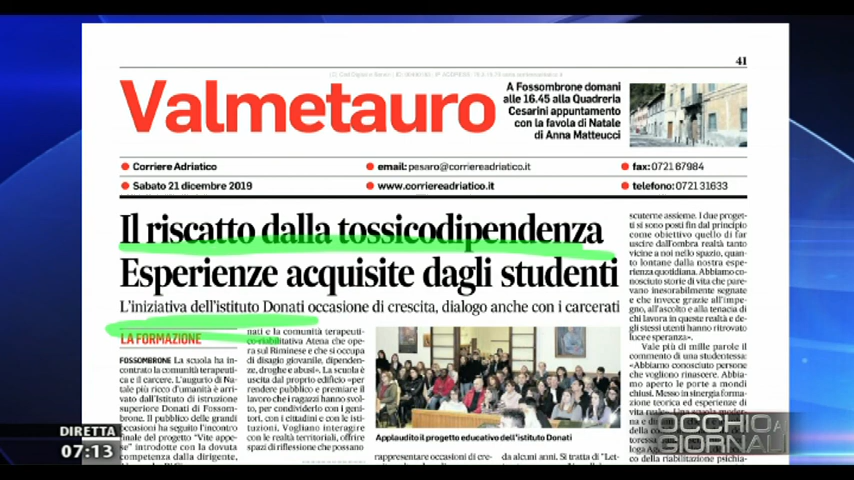 41
Valmetauro
A Fossombrone domani
alle 16.45 alla Quadreria
Cesarini appuntamento
con la favola di Natale
di Anna Matteucci
Corriere Adriatico
email: pesaro@corriereadriatico.it
fax: 0721 67984
Sabato 21 dicembre 2019
www.corriereadriatico.it
telefono: 0721 31633
Il riscatto dalla tossicodipendenza
Esperienze acquisite dagli studenti
L'iniziativa dell'istituto Donati occasione di crescita, dialogo anche con i carcerati
LA FORMAZIONE
FOSSOMBRONE La scuola ha in-
contrato la comunità terapeuti-
ca e il carcere. L'augurio di Na-
tale più ricco d'umanità è arri-
vato dall'Istituto di istruzione
superiore Donati di Fossom-
brone. Il pubblico delle grandi
occasioni ha seguito l'incontro
finale del progetto "Vite appe-
se" introdotte con la dovuta
competenza dalla dirigente,
nati e la comunità terapeuti-
co-riabilitativa Atena che ope-
ra sul Riminese e che si occupa
di disagio giovanile, dipenden-
ze, droghe e abusi». La scuola è
uscita dal proprio edificio «per
rendere pubblico e premiare il
lavoro che i ragazzi hanno svol-
to, per condividerlo con i geni-
tori, con i cittadini e con le isti-
tuzioni. Vogliano interagire
con le realtà territoriali, offrire
spazi di riflessione che possano
Applaudito il progetto educativo dell'istituto Donati
rappresentare occasioni di cre-
da alcuni anni. Si tratta di "Let-
scuterne assieme. I due proget-
ti si sono posti fin dal principio
come obiettivo quello di far
uscire dall'ombra realtà tanto
vicine a noi nello spazio, quan-
to lontane dalla nostra espe-
rienza quotidiana. Abbiamo co-
nosciuto storie di vita che pare-
vano inesorabilmente segnate
e che invece grazie all'impe-
gno, all'ascolto e alla tenacia di
chi lavora in queste realtà e de-
gli stessi utenti hanno ritrovato
luce e speranza».
Vale più di mille parole il
commento di una studentessa:
«Abbiamo conosciuto persone
che vogliono rinascere. Abbia-
mo aperto le porte a mondi
chiusi. Messo in sinergia forma-
zione teorica ed esperienze di
vita
della
DIRETTA
07:13
OCCHIO AI
GIORNALI